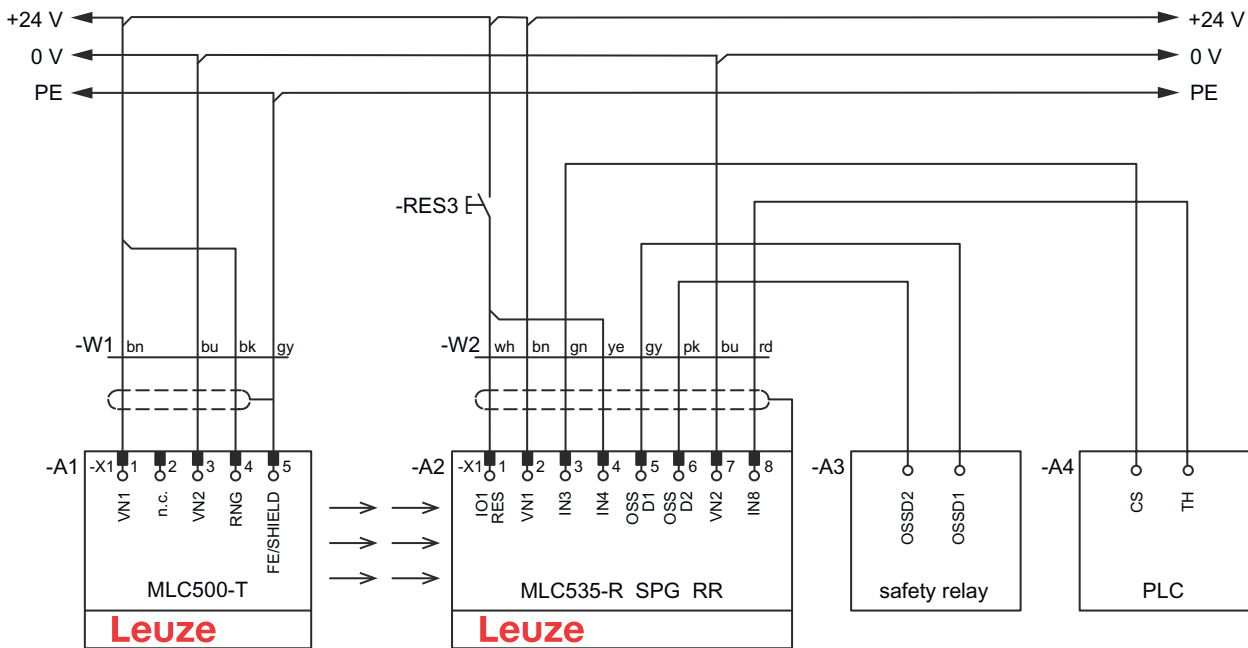 +24 V +24 V
0 V 0 V
PE PE
-RES3
-W1 bn bu bk gy
-W2 wh bn gn ye gy pk bu rd
-A1 -X1 1 2 3 4 5
VN1
n.c.
VN2
RNG
FE/SHIELD
MLC500-T
Leuze
-A2 -X1 1 2 3 4 5 6 7 8
IO1
RES
VN1
IN3
IN4
OSS
D1
OSS
D2
VN2
IN8
MLC535-R SPG RR
Leuze
-A3
OSSD2
OSSD1
safety relay
-A4
CS
TH
PLC